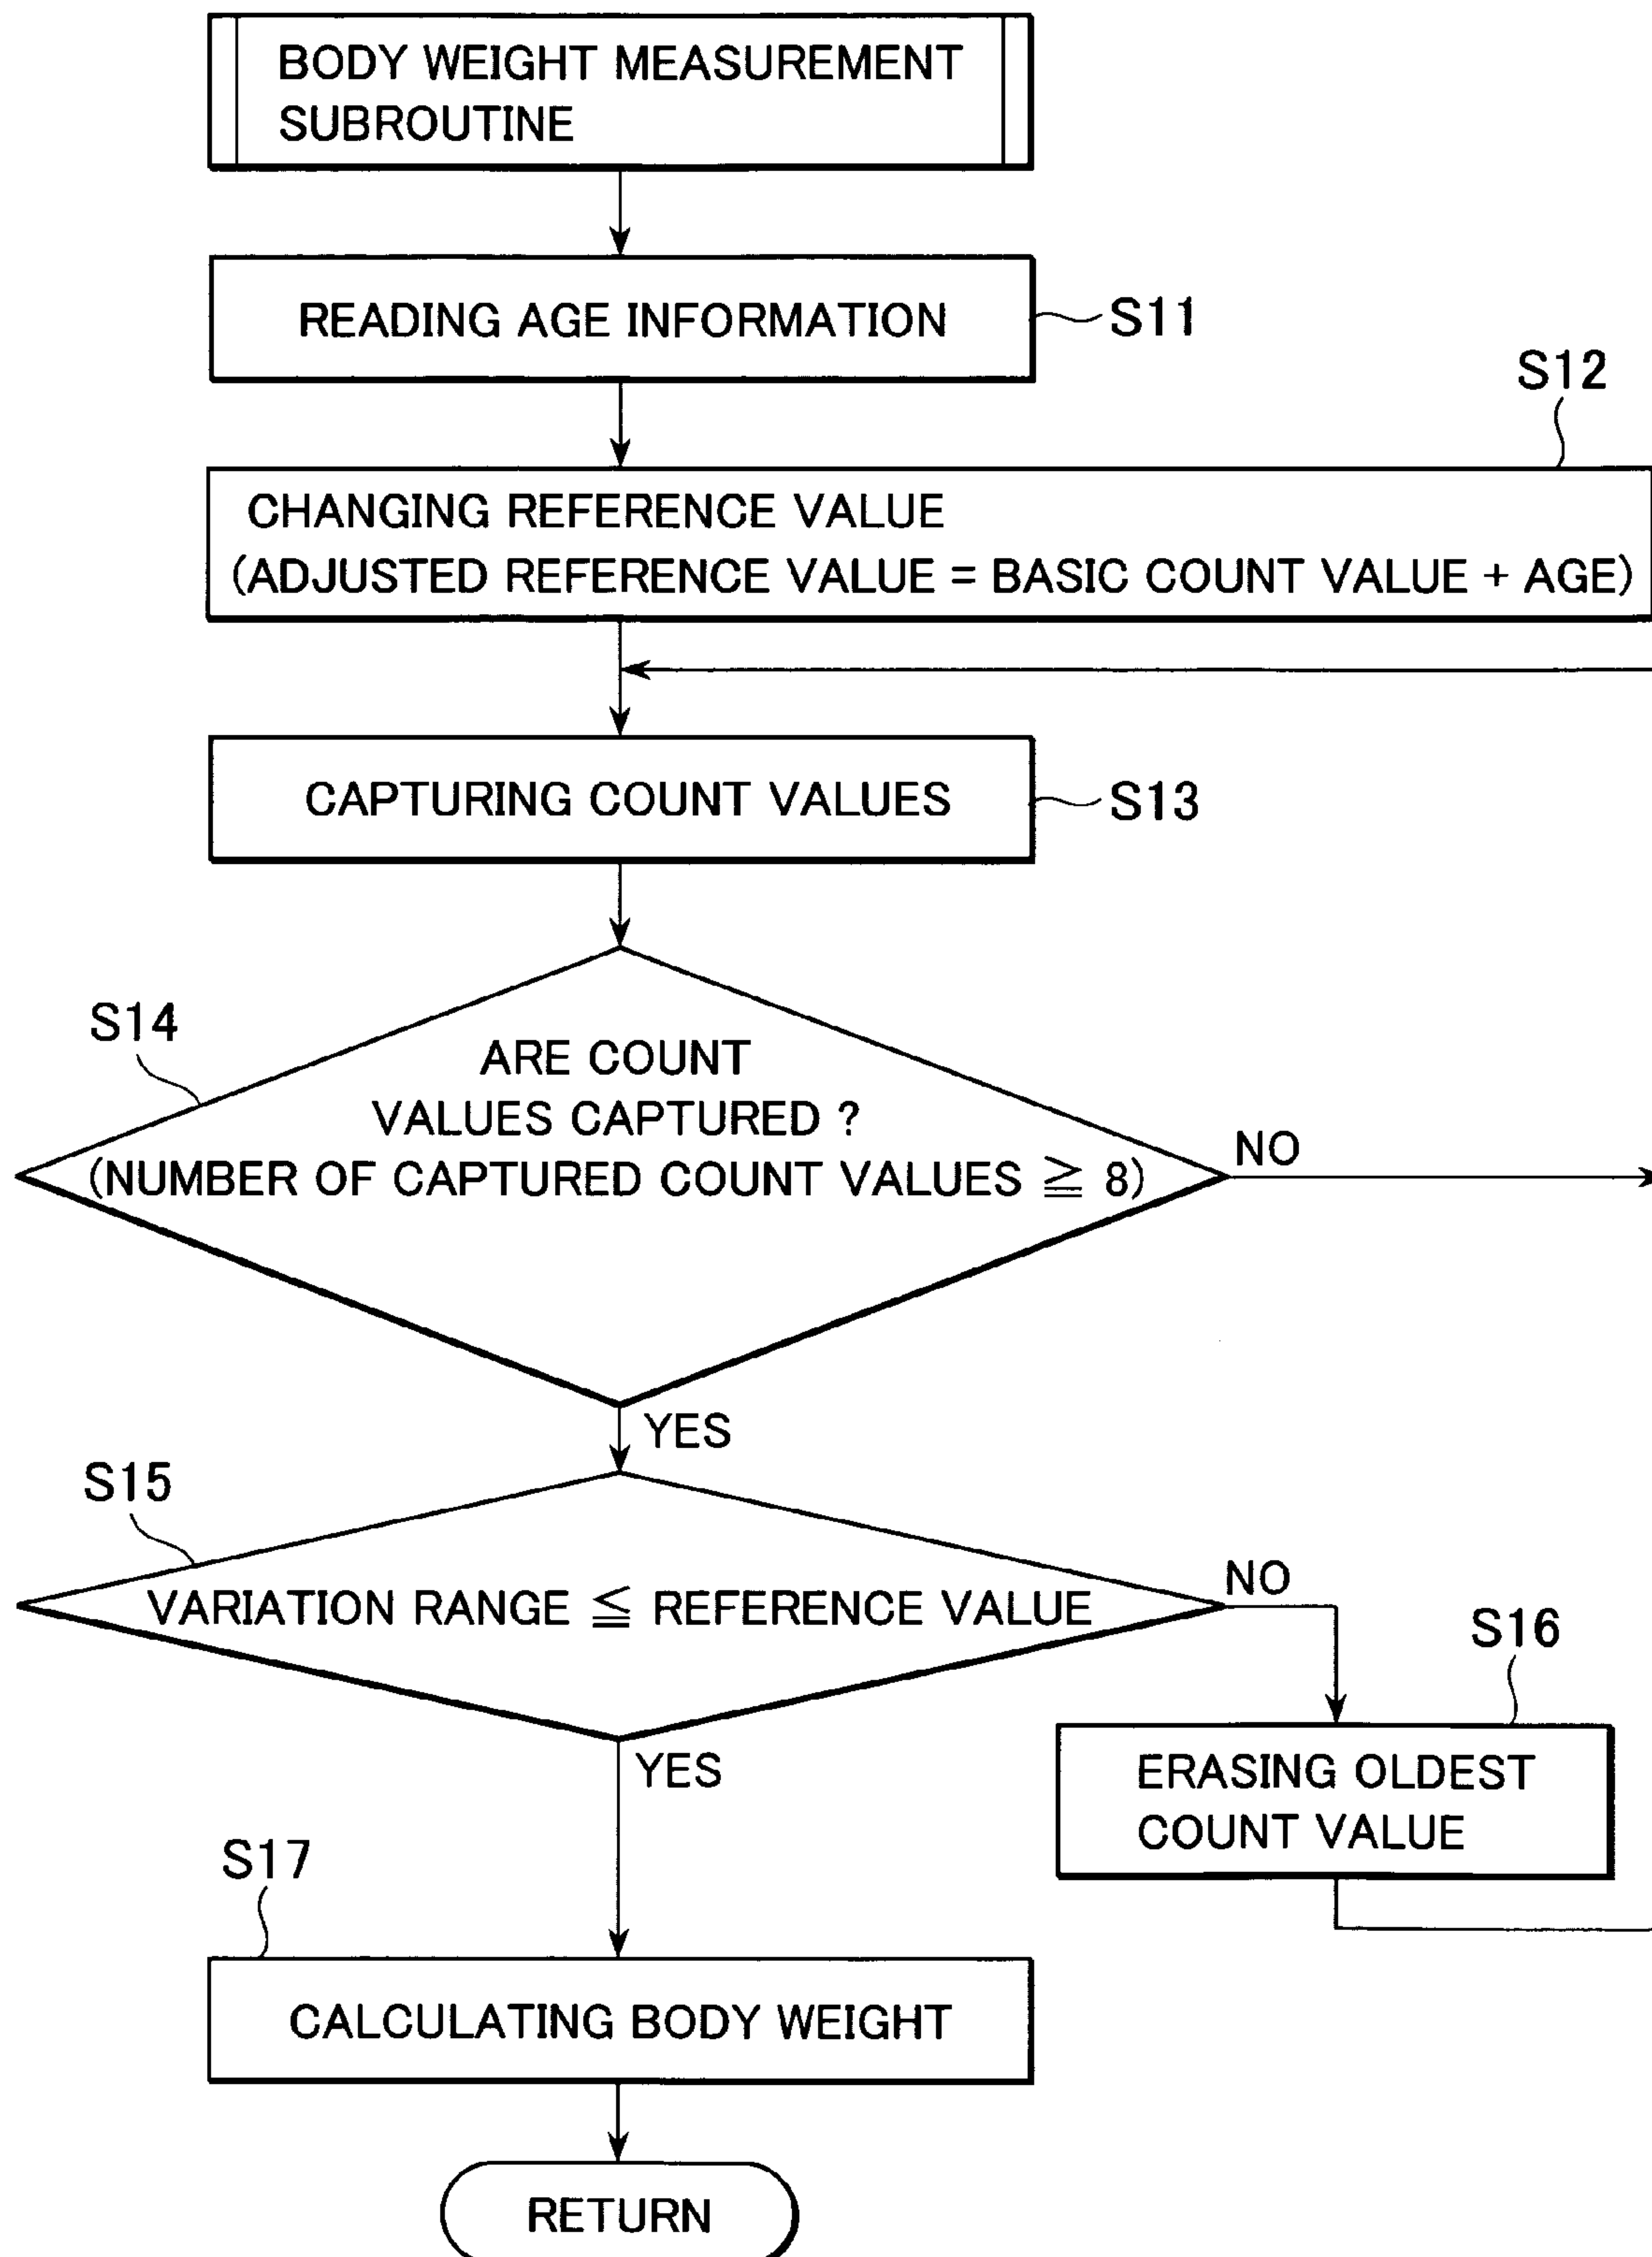 BODY WEIGHT MEASUREMENT
SUBROUTINE
READING AGE INFORMATION
S11
S12
CHANGING REFERENCE VALUE
(ADJUSTED REFERENCE VALUE = BASIC COUNT VALUE + AGE)
CAPTURING COUNT VALUES
S13
S14
ARE COUNT
VALUES CAPTURED ?
(NUMBER OF CAPTURED COUNT VALUES ≧ 8)
NO
YES
S15
VARIATION RANGE ≦ REFERENCE VALUE
NO
S16
YES
ERASING OLDEST
COUNT VALUE
S17
CALCULATING BODY WEIGHT
RETURN